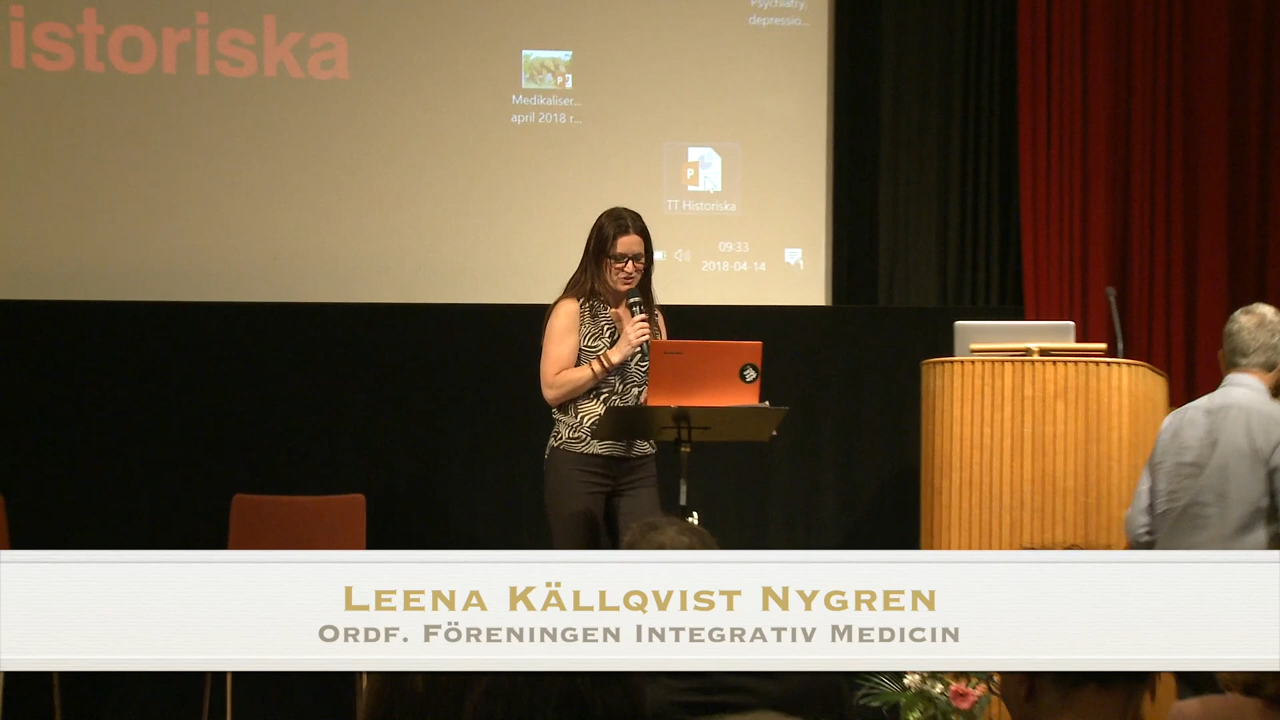 istoriska
Psychiatry,
depressio...
Medikaliser...
april 2018 r...
P
TT Historiska
09:33
2018-04-14
1
Leena Källqvist Nygren
Ordf. Föreningen Integrativ Medicin